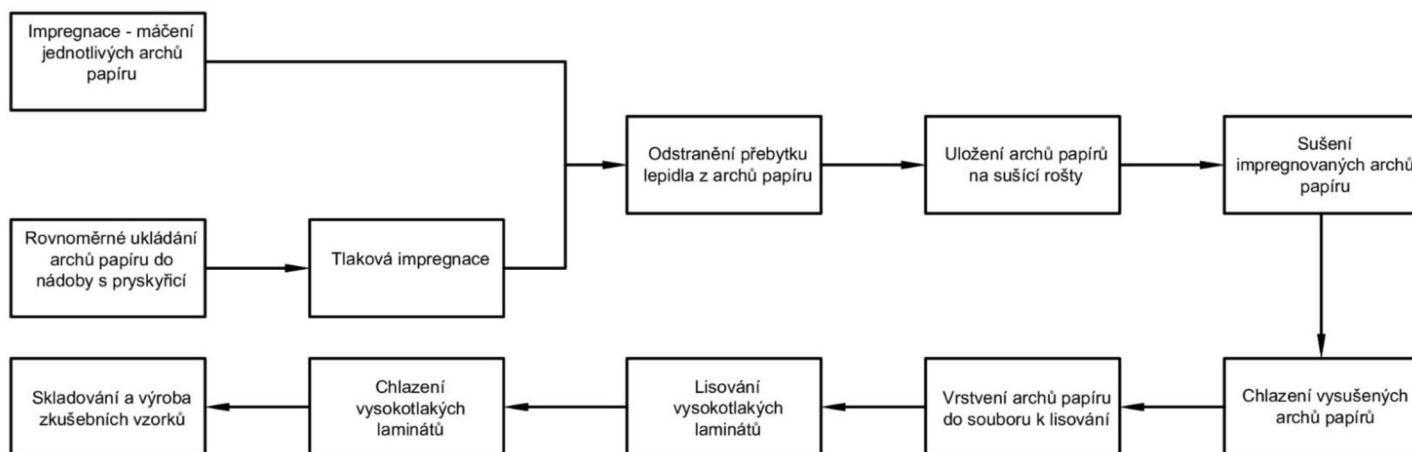 Impregnace - máčení
jednotlivých archů
papíru
Rovnoměrné ukládání
archů papíru do
nádoby s pryskyřicí
Tlaková impregnace
Odstranění přebytku
lepidla z archů papíru
Uložení archů papírů
na sušící rošty
Sušení
impregnovaných archů
papíru
Chlazení vysušených
archů papírů
Vrstvení archů papíru
do souboru k lisování
Lisování
vysokotlakých
laminátů
Chlazení
vysokotlakých
laminátů
Skladování a výroba
zkušebních vzorků